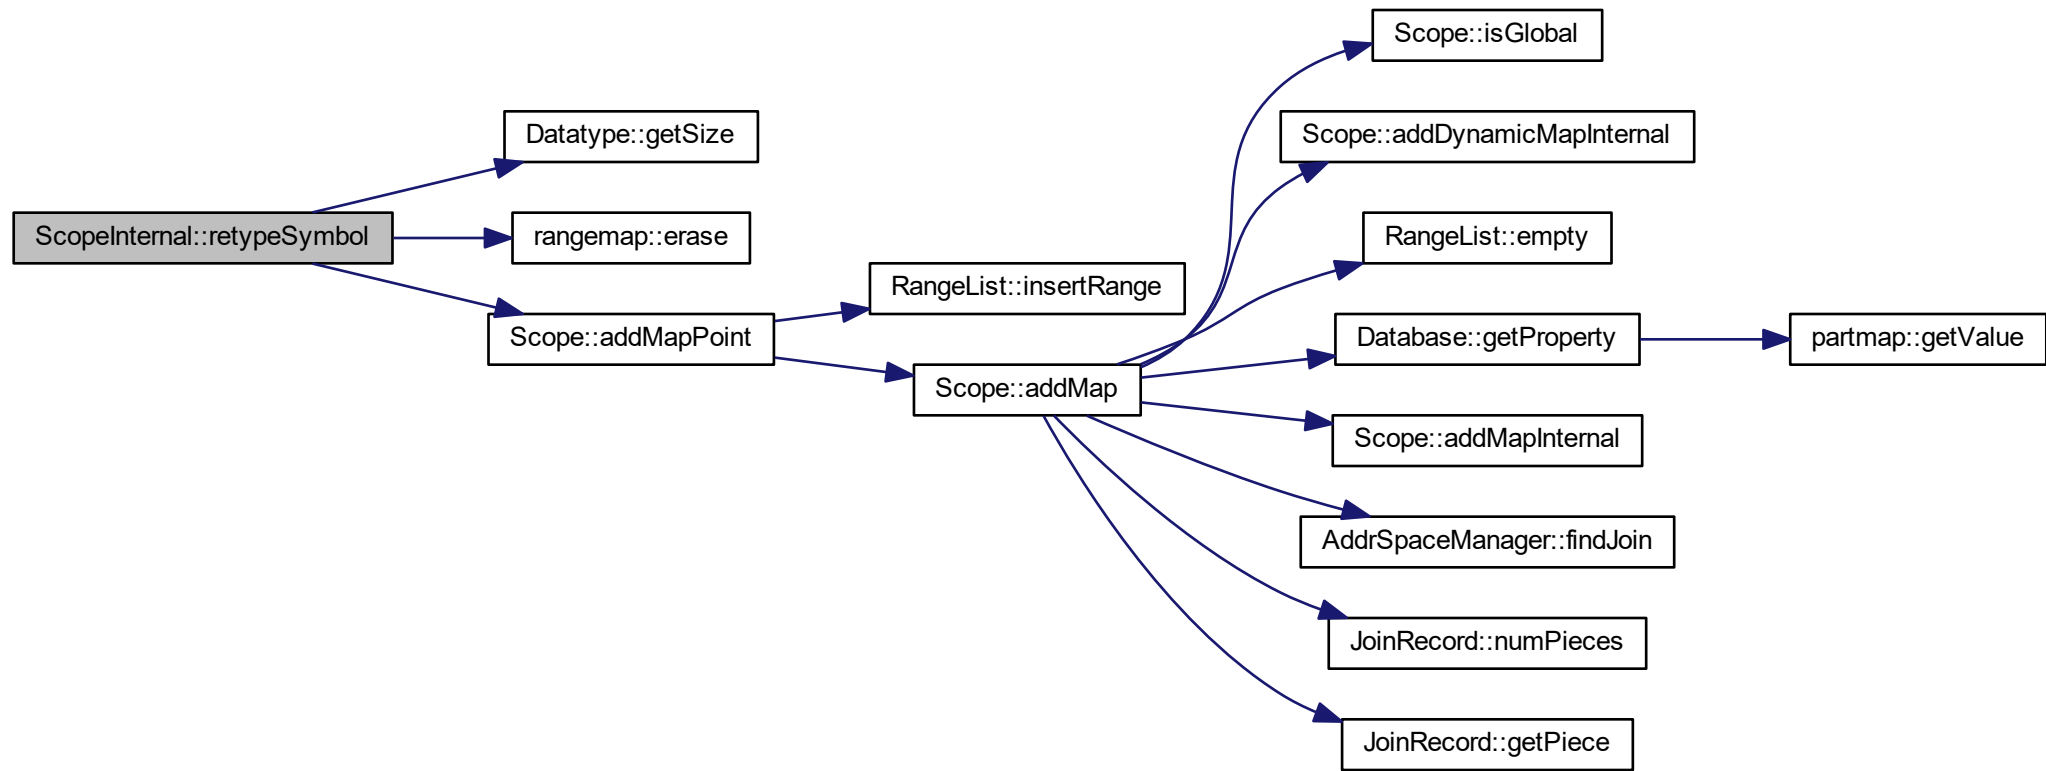 Scope::isGlobal
Datatype::getSize
Scope::addDynamicMapInternal
ScopeInternal::retypeSymbol
rangemap::erase
RangeList::empty
RangeList::insertRange
Scope::addMapPoint
Database::getProperty
partmap::getValue
Scope::addMap
Scope::addMapInternal
AddrSpaceManager::findJoin
JoinRecord::numPieces
JoinRecord::getPiece